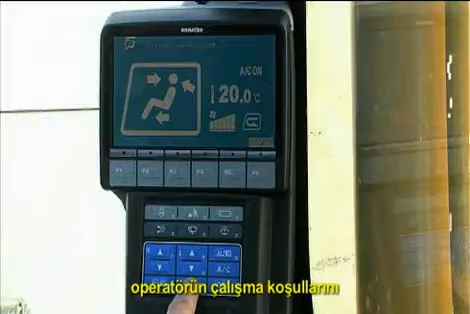 KOMATSU
A/C ON
20.0 °C
F1 F2 F3 F4 F5 F6
AUTO
A/C
operatörün çalışma koşullarını